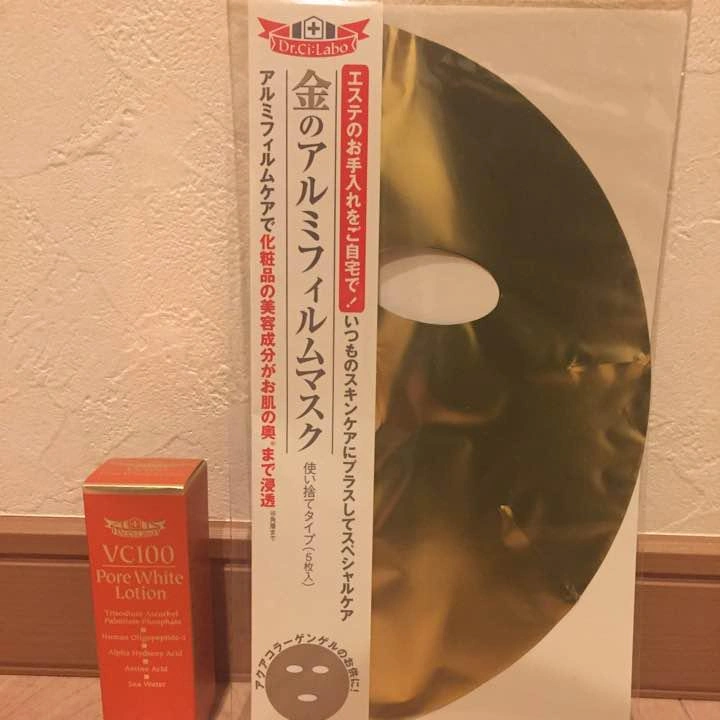 Dr.Ci:Labo
エステのお手入れをご自宅で!いつものスキンケアにプラスしてスペシャルケア
金のアルミフィルムマスク
使い捨てタイプ(5枚入)
アルミフィルムケアで化粧品の美容成分がお肌の奥※まで浸透
※角層まで
アクアコラーゲンゲルのお供に!
Dr.Ci:Labo
VC100
Pore White
Lotion
Trisodium Ascorbyl
Palmitate Phosphate
Human Oligopeptide-1
Alpha Hydroxy Acid
Amino Acid
Sea Water